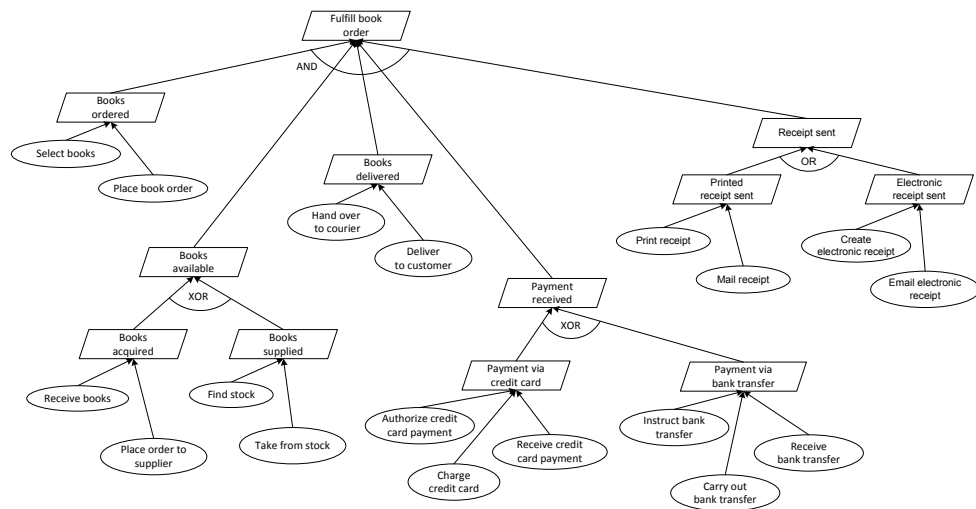 Fulfill book
order
AND
Books
ordered
Select books
Place book order
Receipt sent
OR
Books
delivered
Hand over
to courier
Deliver
to customer
Printed
receipt sent
Electronic
receipt sent
Print receipt
Mail receipt
Create
electronic receipt
Email electronic
receipt
Books
available
XOR
Payment
received
XOR
Books
acquired
Books
supplied
Receive books
Find stock
Place order to
supplier
Take from stock
Payment via
credit card
Payment via
bank transfer
Authorize credit
card payment
Receive credit
card payment
Charge
credit card
Instruct bank
transfer
Receive
bank transfer
Carry out
bank transfer